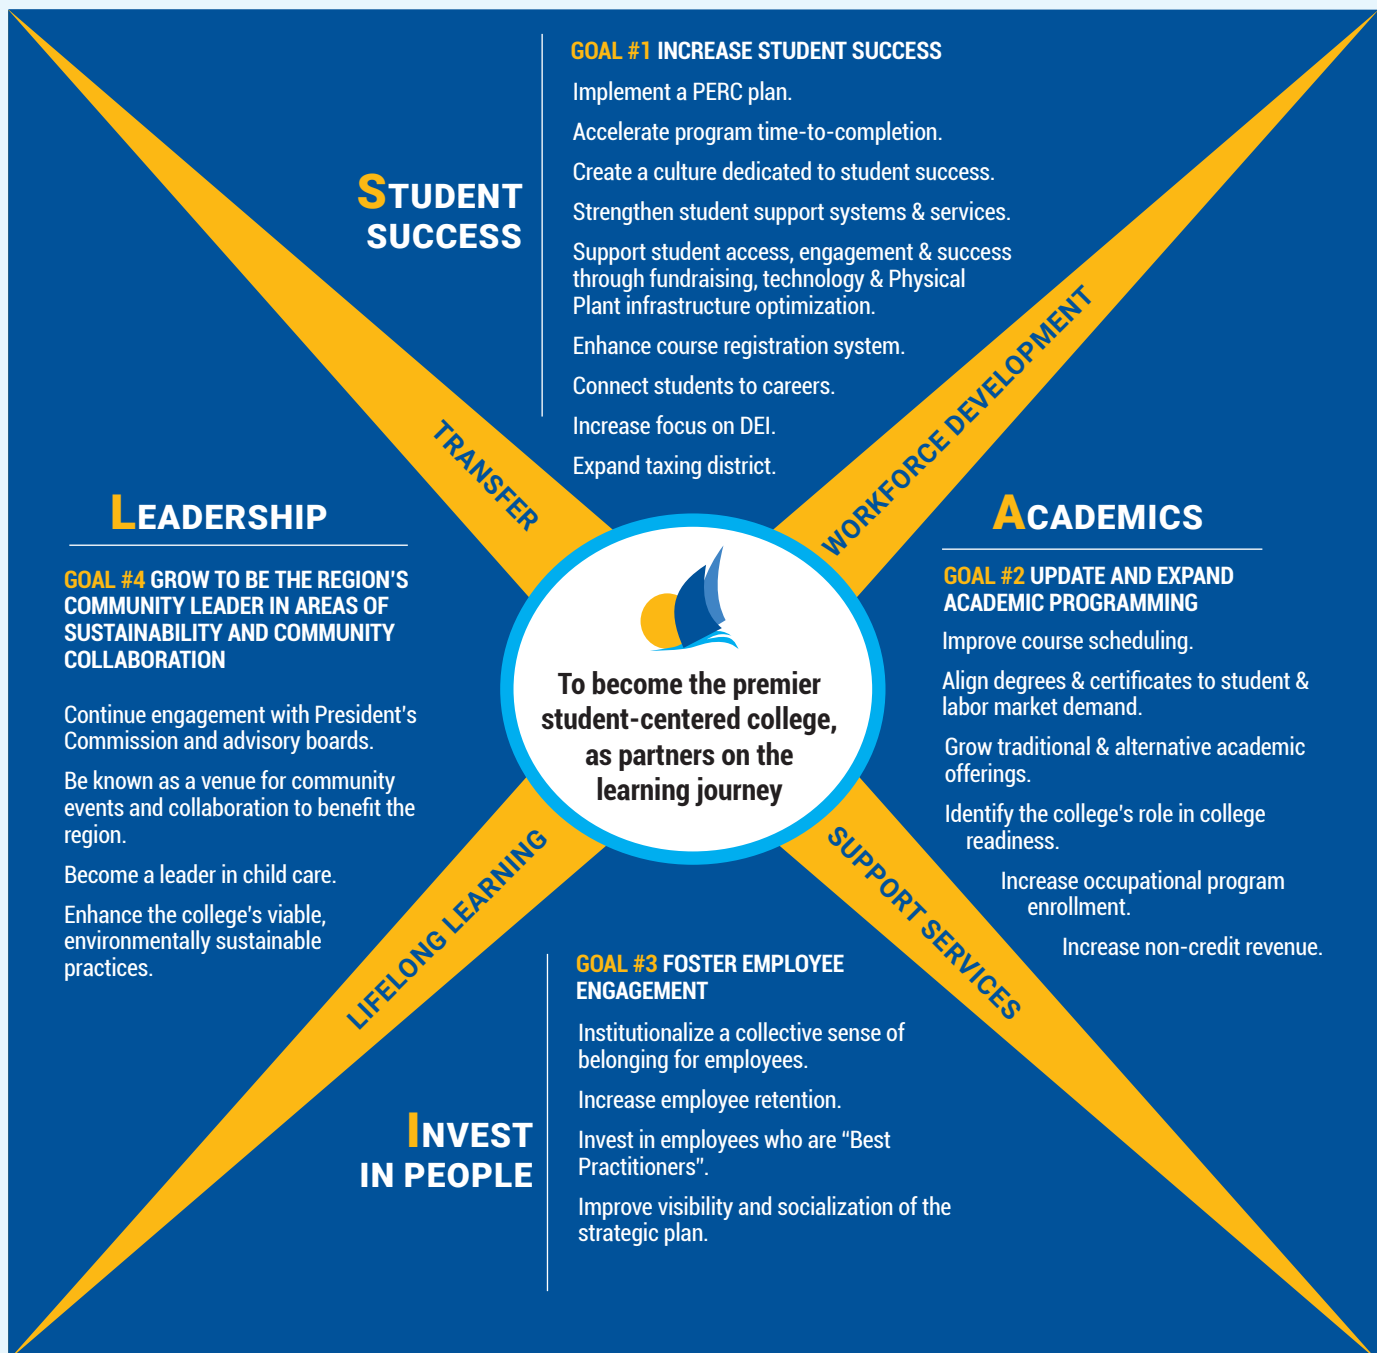 STUDENT
SUCCESS
GOAL #1 INCREASE STUDENT SUCCESS
Implement a PERC plan.
Accelerate program time-to-completion.
Create a culture dedicated to student success.
Strengthen student support systems & services.
Support student access, engagement & success
through fundraising, technology & Physical
Plant infrastructure optimization.
Enhance course registration system.
Connect students to careers.
Increase focus on DEI.
Expand taxing district.
TRANSFER
WORKFORCE DEVELOPMENT
LEADERSHIP
GOAL #4 GROW TO BE THE REGION'S
COMMUNITY LEADER IN AREAS OF
SUSTAINABILITY AND COMMUNITY
COLLABORATION
Continue engagement with President's
Commission and advisory boards.
Be known as a venue for community
events and collaboration to benefit the
region.
Become a leader in child care.
Enhance the college's viable,
environmentally sustainable
practices.
To become the premier
student-centered college,
as partners on the
learning journey
ACADEMICS
GOAL #2 UPDATE AND EXPAND
ACADEMIC PROGRAMMING
Improve course scheduling.
Align degrees & certificates to student &
labor market demand.
Grow traditional & alternative academic
offerings.
Identify the college's role in college
readiness.
Increase occupational program
enrollment.
Increase non-credit revenue.
LIFELONG LEARNING
SUPPORT SERVICES
INVEST
IN PEOPLE
GOAL #3 FOSTER EMPLOYEE
ENGAGEMENT
Institutionalize a collective sense of
belonging for employees.
Increase employee retention.
Invest in employees who are “Best
Practitioners”.
Improve visibility and socialization of the
strategic plan.